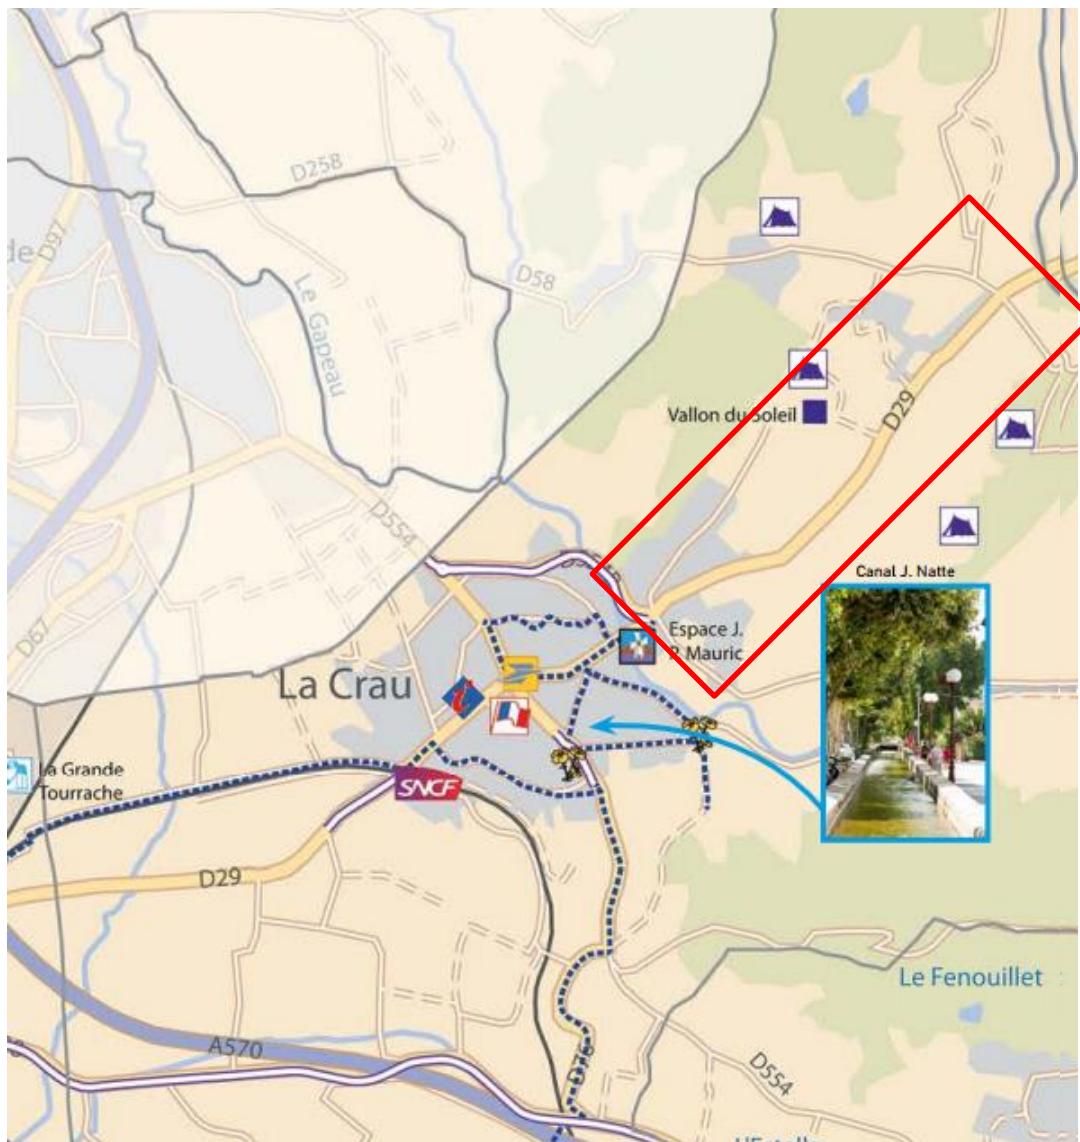 D258
D97
de
D58
Le Gapeau
Vallon du Soleil
D29
D554
Canal J. Natte
D67
Espace J.
P. Mauric
La Crau
La Grande
Tourrache
SNCF
D29
Le Fenouillet
A570
D554